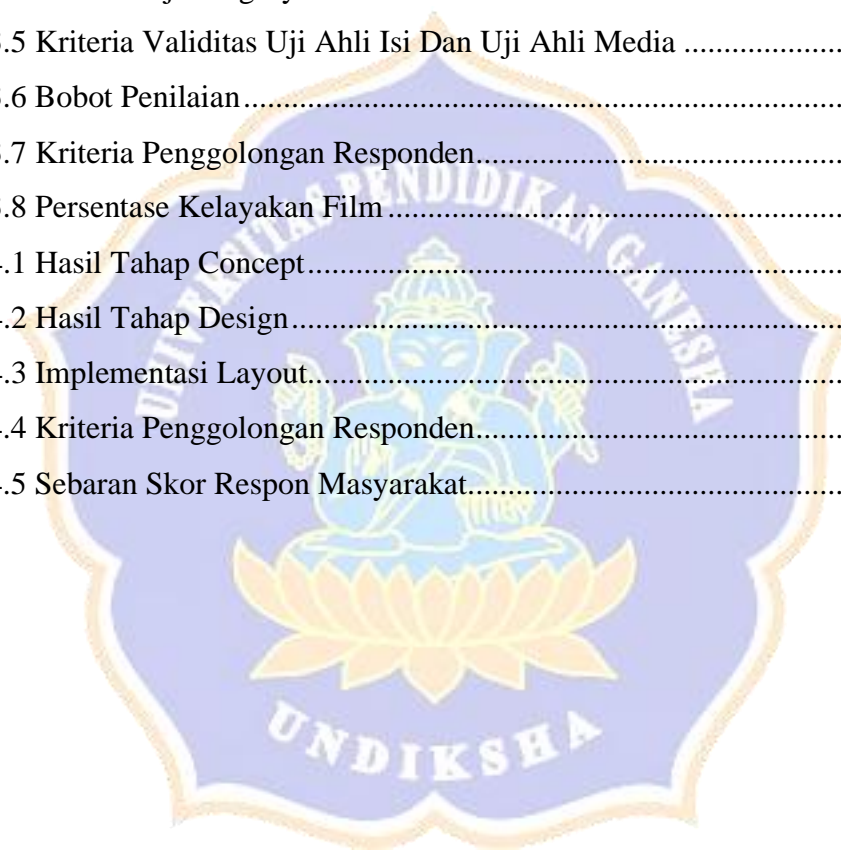 .5 Kriteria Validitas Uji Ahli Isi Dan Uji Ahli Media ...................
.6 Bobot Penilaian...................
.7 Kriteria Penggolongan Responden...................
.8 Persentase Kelayakan Film...................
.1 Hasil Tahap Concept...................
.2 Hasil Tahap Design...................
.3 Implementasi Layout...................
.4 Kriteria Penggolongan Responden...................
.5 Sebaran Skor Respon Masyarakat...................
UNIVERSITAS PENDIDIKAN GANESHA
UNDIKSHA